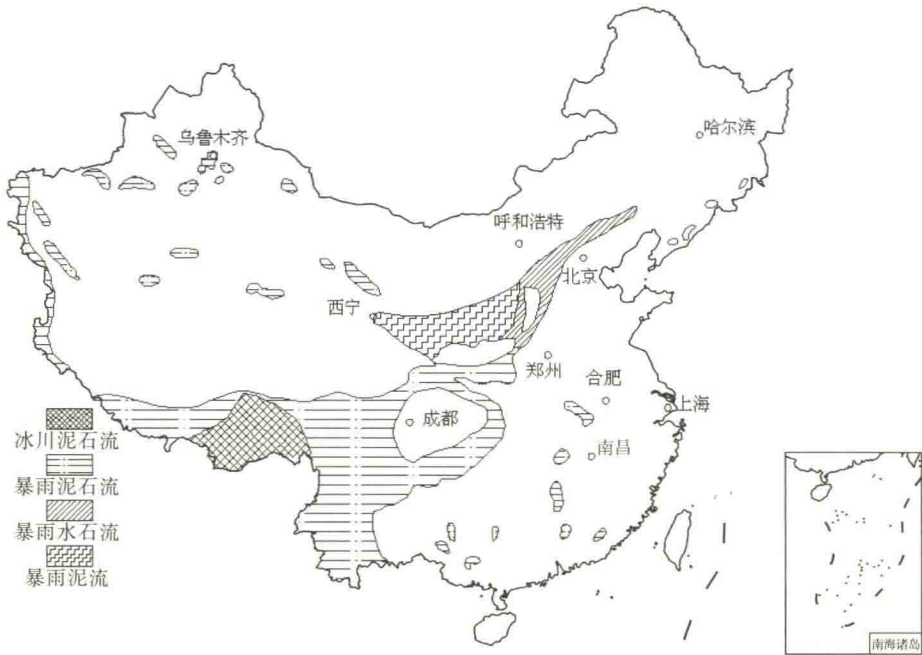 乌鲁木齐
哈尔滨
呼和浩特
北京
西宁
郑州
合肥
上海
成都
南昌
冰川泥石流
暴雨泥石流
暴雨水石流
暴雨泥流
南海诸岛